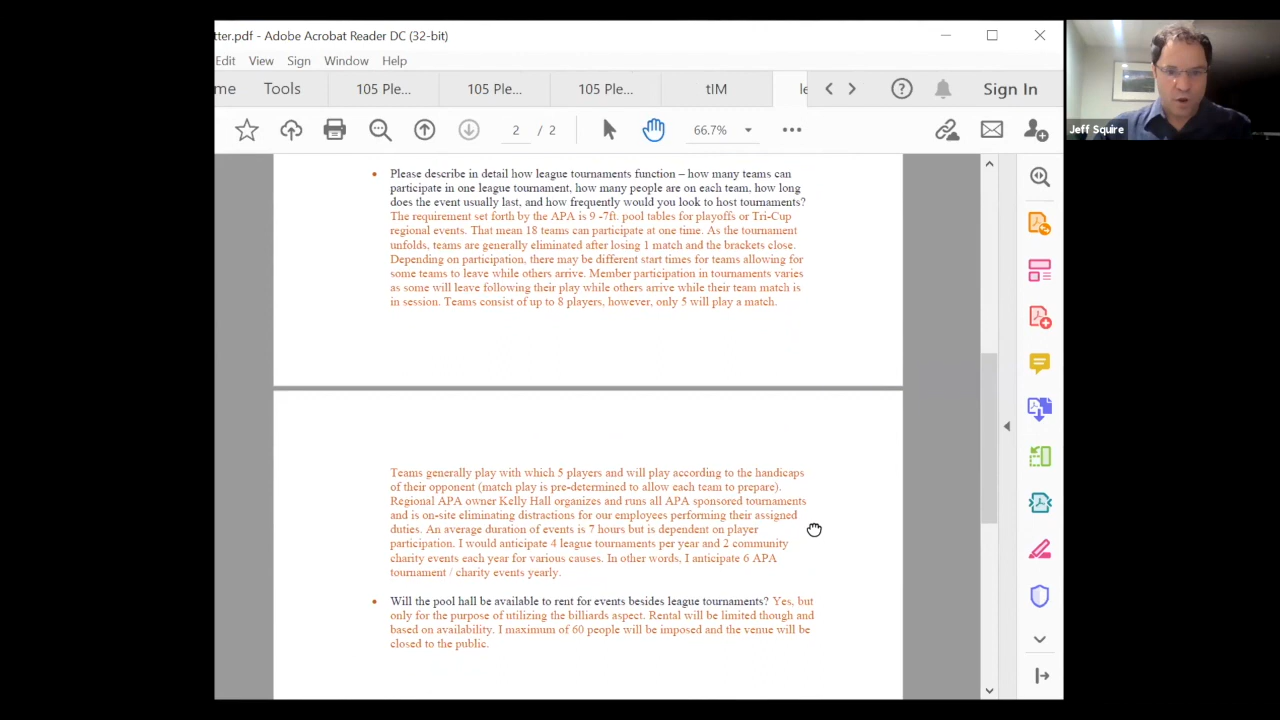 tter.pdf - Adobe Acrobat Reader DC (32-bit)
Edit View Sign Window Help
me Tools 105 Ple... 105 Ple... 105 Ple... tIM le Sign In
2 / 2 66.7%
Jeff Squire
• Please describe in detail how league tournaments function – how many teams can
participate in one league tournament, how many people are on each team, how long
does the event usually last, and how frequently would you look to host tournaments?
The requirement set forth by the APA is 9 -7ft. pool tables for playoffs or Tri-Cup
regional events. That mean 18 teams can participate at one time. As the tournament
unfolds, teams are generally eliminated after losing 1 match and the brackets close.
Depending on participation, there may be different start times for teams allowing for
some teams to leave while others arrive. Member participation in tournaments varies
as some will leave following their play while others arrive while their team match is
in session. Teams consist of up to 8 players, however, only 5 will play a match.
Teams generally play with which 5 players and will play according to the handicaps
of their opponent (match play is pre-determined to allow each team to prepare).
Regional APA owner Kelly Hall organizes and runs all APA sponsored tournaments
and is on-site eliminating distractions for our employees performing their assigned
duties. An average duration of events is 7 hours but is dependent on player
participation. I would anticipate 4 league tournaments per year and 2 community
charity events each year for various causes. In other words, I anticipate 6 APA
tournament / charity events yearly.
• Will the pool hall be available to rent for events besides league tournaments? Yes, but
only for the purpose of utilizing the billiards aspect. Rental will be limited though and
based on availability. I maximum of 60 people will be imposed and the venue will be
closed to the public.